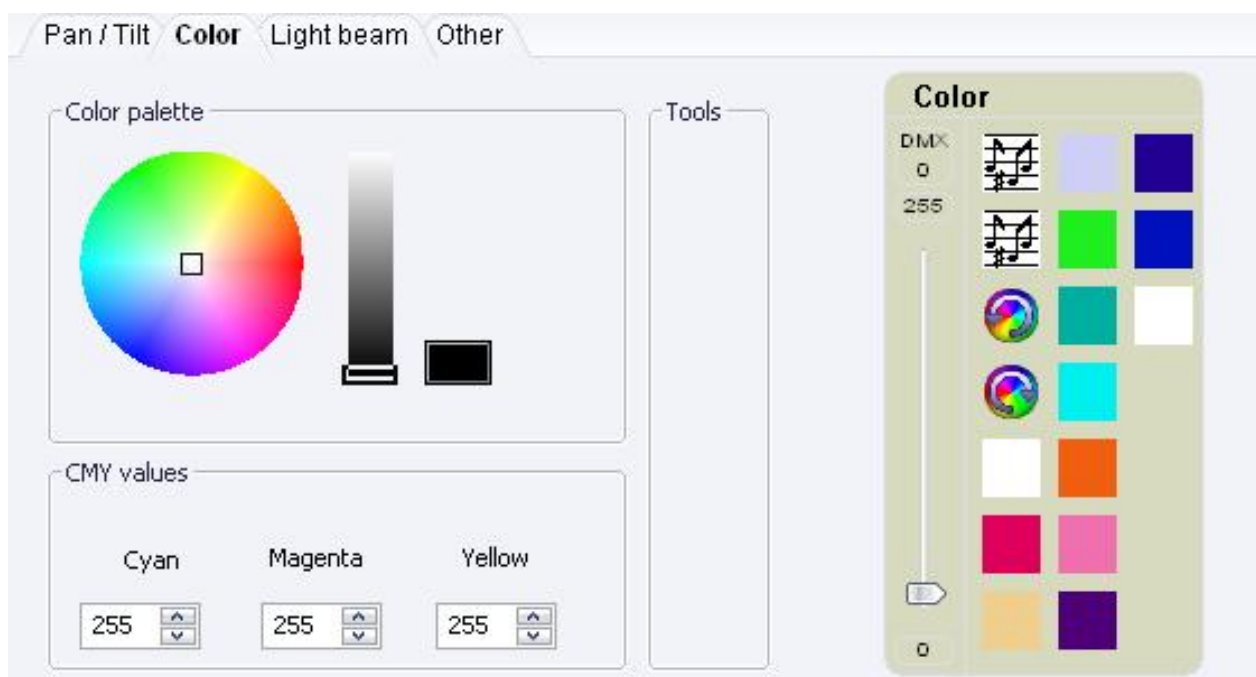 Pan / Tilt Color Light beam Other
Color palette
Tools
CMY values
Cyan Magenta Yellow
255 255 255
Color
DMX
0
255
0